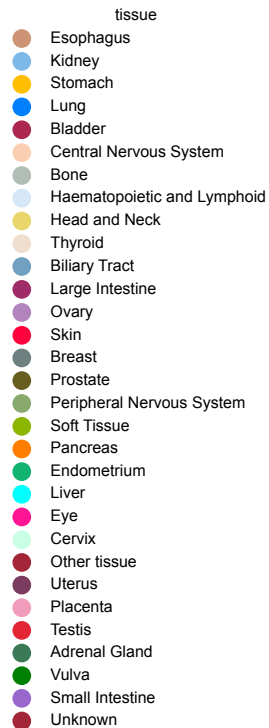 tissue
Esophagus
Kidney
Stomach
Lung
Bladder
Central Nervous System
Bone
Haematopoietic and Lymphoid
Head and Neck
Thyroid
Biliary Tract
Large Intestine
Ovary
Skin
Breast
Prostate
Peripheral Nervous System
Soft Tissue
Pancreas
Endometrium
Liver
Eye
Cervix
Other tissue
Uterus
Placenta
Testis
Adrenal Gland
Vulva
Small Intestine
Unknown